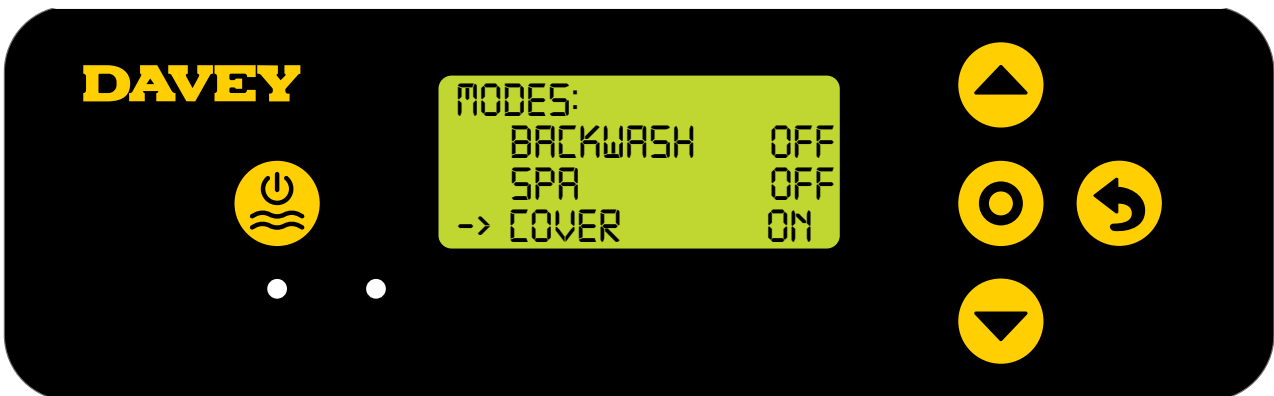 DAVEY
MODES:
BACKWASH OFF
SPA OFF
-> COVER ON